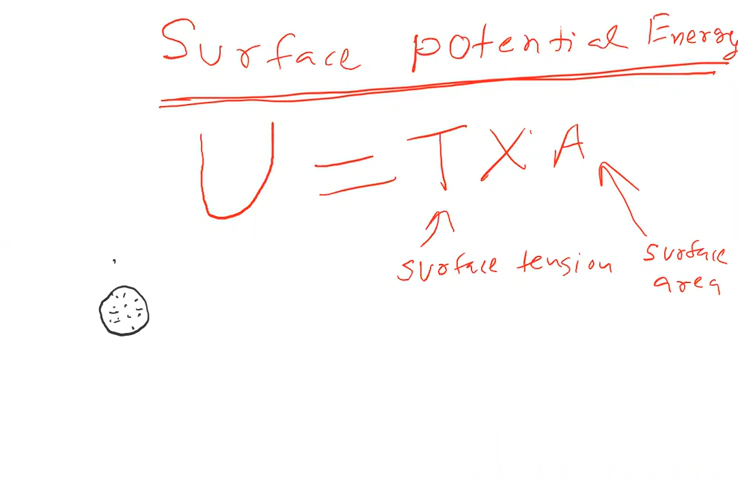 Surface potential Energy
U = T X A
surface tension
surface
area